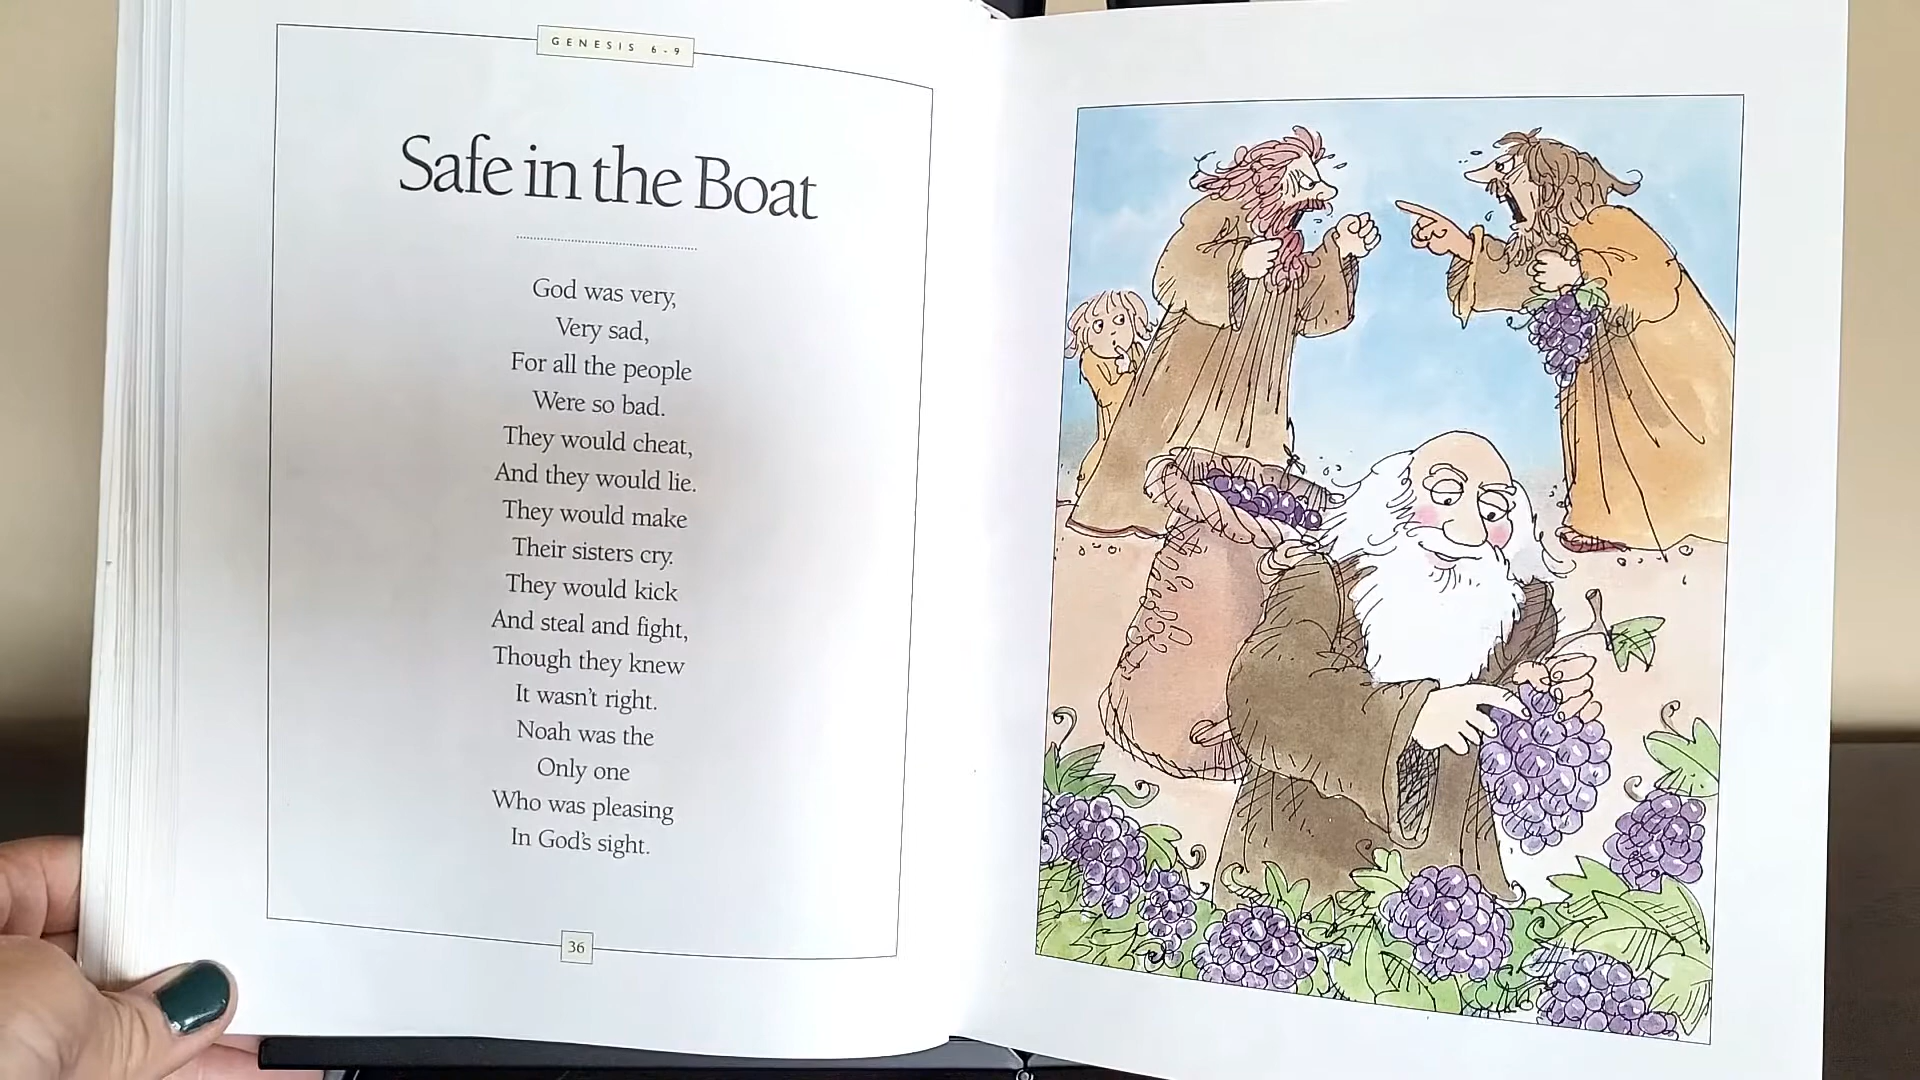 GENESIS 6-9
Safe in the Boat
God was very,
Very sad,
For all the people
Were so bad.
They would cheat,
And they would lie.
They would make
Their sisters cry.
They would kick
And steal and fight,
Though they knew
It wasn't right.
Noah was the
Only one
Who was pleasing
In God's sight.
36